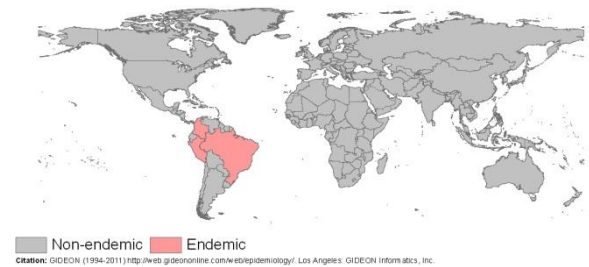 Non-endemic Endemic
Citation: GIDEON (1994-2011) http://web.gideononline.com/web/epidemiology/. Los Angeles: GIDEON Informatics, Inc.